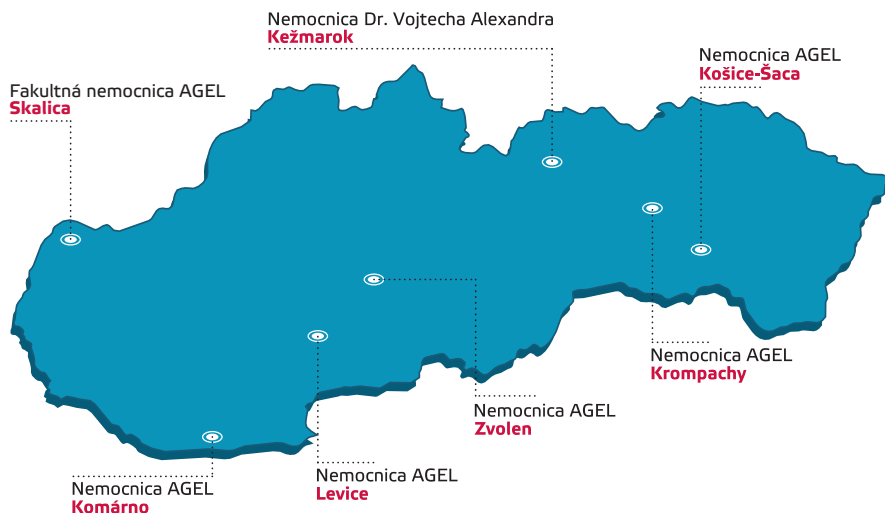 Nemocnica Dr. Vojtecha Alexandra
Kežmarok
Nemocnica AGEL
Košice-Šaca
Fakultná nemocnica AGEL
Skalica
Nemocnica AGEL
Krompachy
Nemocnica AGEL
Zvolen
Nemocnica AGEL
Levice
Nemocnica AGEL
Komárno